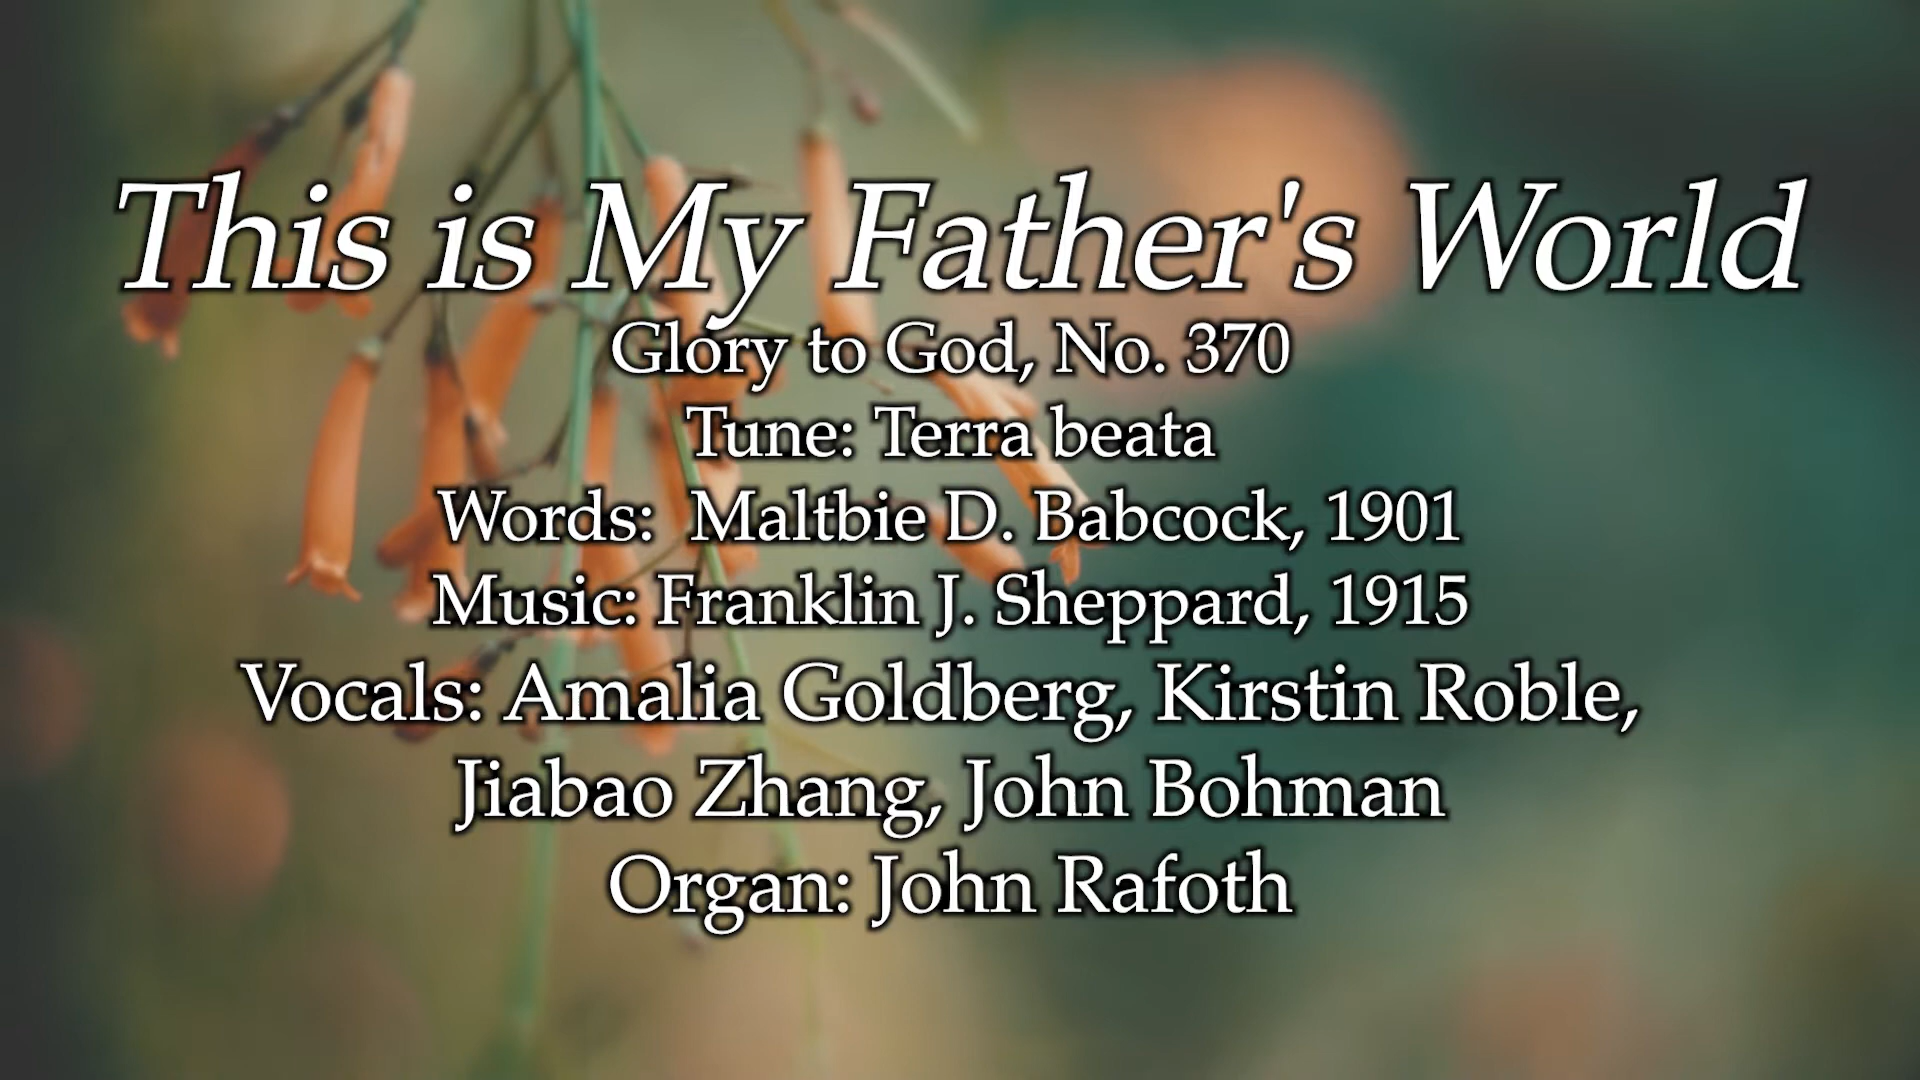 This is My Father's World
Glory to God, No. 370
Tune: Terra beata
Words:  Maltbie D. Babcock, 1901
Music: Franklin J. Sheppard, 1915
Vocals: Amalia Goldberg, Kirstin Roble,
Jiabao Zhang, John Bohman
Organ: John Rafoth